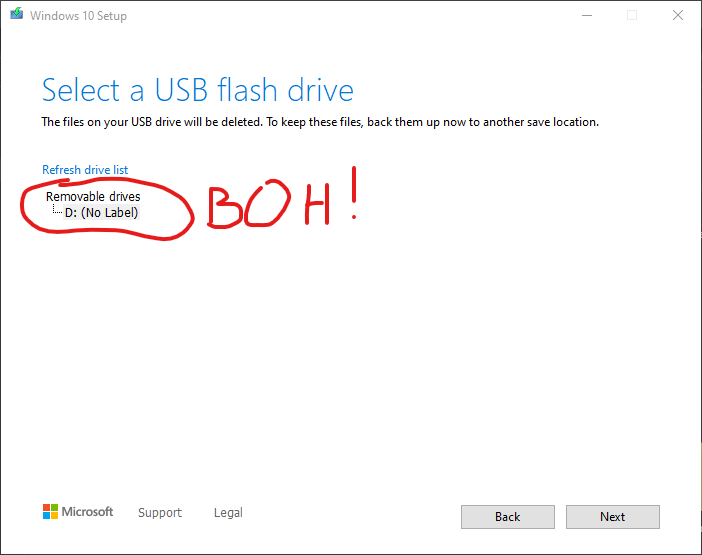 Windows 10 Setup
Select a USB flash drive
The files on your USB drive will be deleted. To keep these files, back them up now to another save location.
Refresh drive list
Removable drives
D: (No Label)
BOH!
Microsoft Support Legal
Back Next